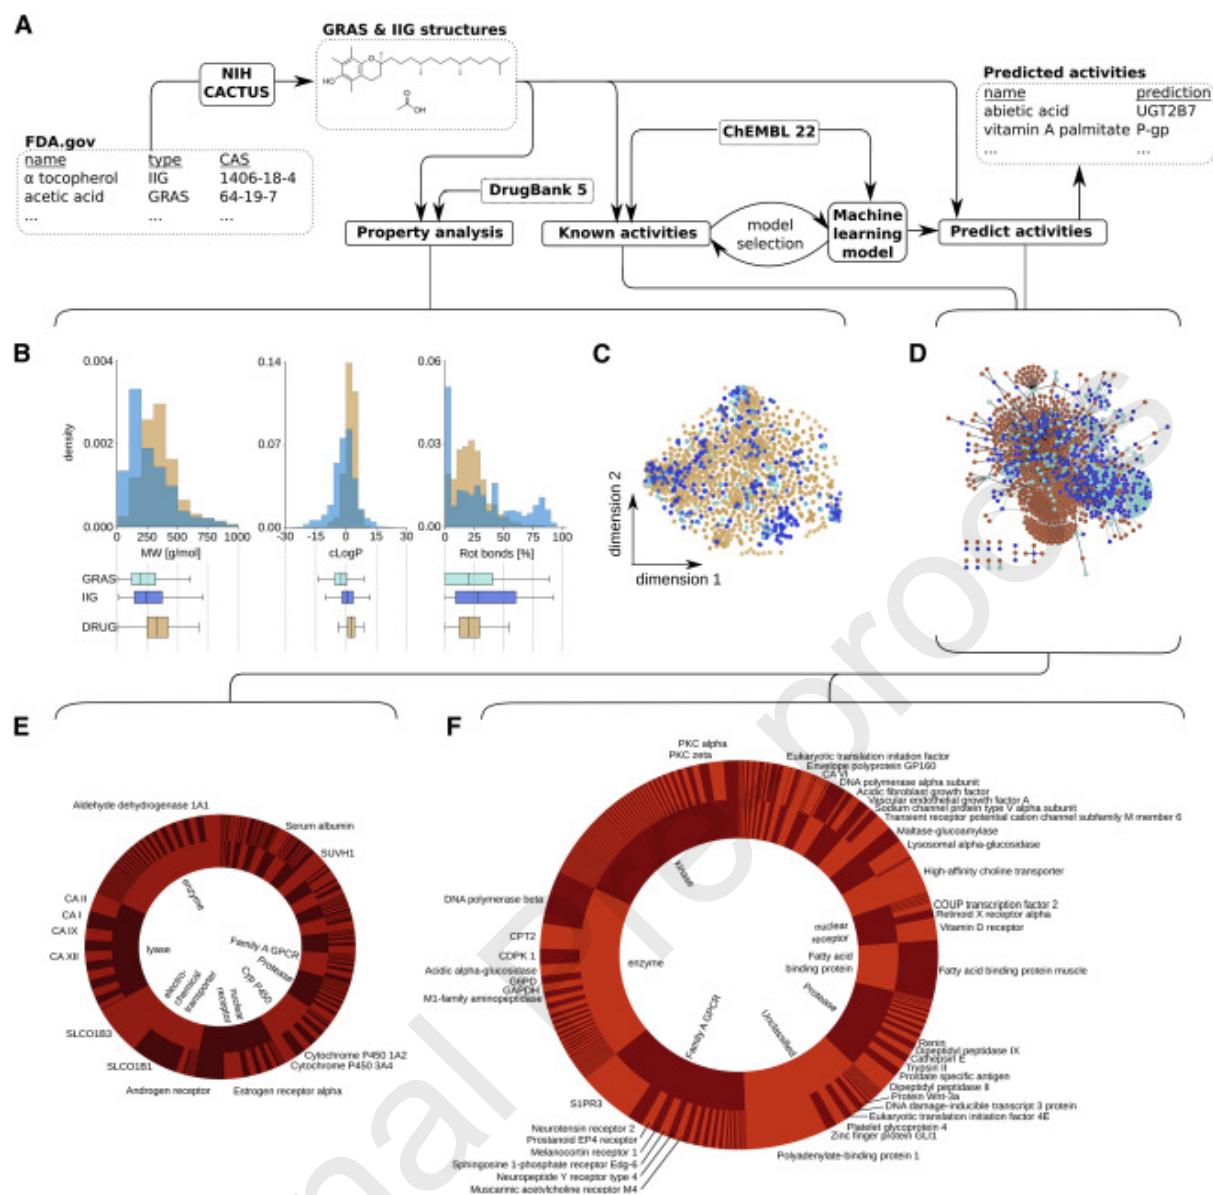 A
GRAS & IIG structures
HO
O
O
OH
NIH
CACTUS
FDA.gov
name type CAS
α tocopherol IIG 1406-18-4
acetic acid GRAS 64-19-7
... ... ...
Predicted activities
name prediction
abietic acid UGT2B7
vitamin A palmitate P-gp
... ...
ChEMBL 22
DrugBank 5
Property analysis
Known activities
model
selection
Machine
learning
model
Predict activities
B
density
0.004
0.002
0.000
0 250 500 750 1000
MW [g/mol]
0.14
0.07
0.00
-30 -15 0 15 30
cLogP
0.06
0.03
0.00
0 25 50 75 100
Rot bonds [%]
GRAS
IIG
DRUG
C
dimension 2
dimension 1
D
E
Aldehyde dehydrogenase 1A1
Serum albumin
SUVH1
CA II
CA I
CA IX
CA XII
SLCO1B3
SLCO1B1
Androgen receptor
Estrogen receptor alpha
Cytochrome P450 1A2
Cytochrome P450 3A4
enzyme
lyase
electro-
chemical
transporter
nuclear
receptor
Cyp P450
Protease
Family A GPCR
F
PKC alpha
PKC zeta
Eukaryotic translation initation factor
Envelope polyprotein GP160
CA VI
DNA polymerase alpha subunit
Acidic fibroblast growth factor
Vascular endothelial growth factor A
Sodium channel protein type V alpha subunit
Transient receptor potential cation channel subfamily M member 6
Maltase-glucoamylase
Lysosomal alpha-glucosidase
High-affinity choline transporter
COUP transcription factor 2
Retinoid X receptor alpha
Vitamin D receptor
Fatty acid binding protein muscle
Renin
Dipeptidyl peptidase IX
Cathepsin E
Trypsin II
Prostate specific antigen
Dipeptidyl peptidase II
Protein Wnt-3a
DNA damage-inducible transcript 3 protein
Eukaryotic translation initiation factor 4E
Platelet glycoprotein 4
Zinc finger protein GLI1
Polyadenylate-binding protein 1
DNA polymerase beta
CPT2
CDPK 1
Acidic alpha-glucosidase
G6PD
GAPDH
M1-family aminopeptidase
S1PR3
Neurotensin receptor 2
Prostanoid EP4 receptor
Melanocortin receptor 1
Sphingosine 1-phosphate receptor Edg-6
Neuropeptide Y receptor type 4
Muscarinic acetylcholine receptor M4
kinase
nuclear
receptor
Fatty acid
binding protein
Protease
Unclassified
Family A GPCR
enzyme
nal Pre-proofs